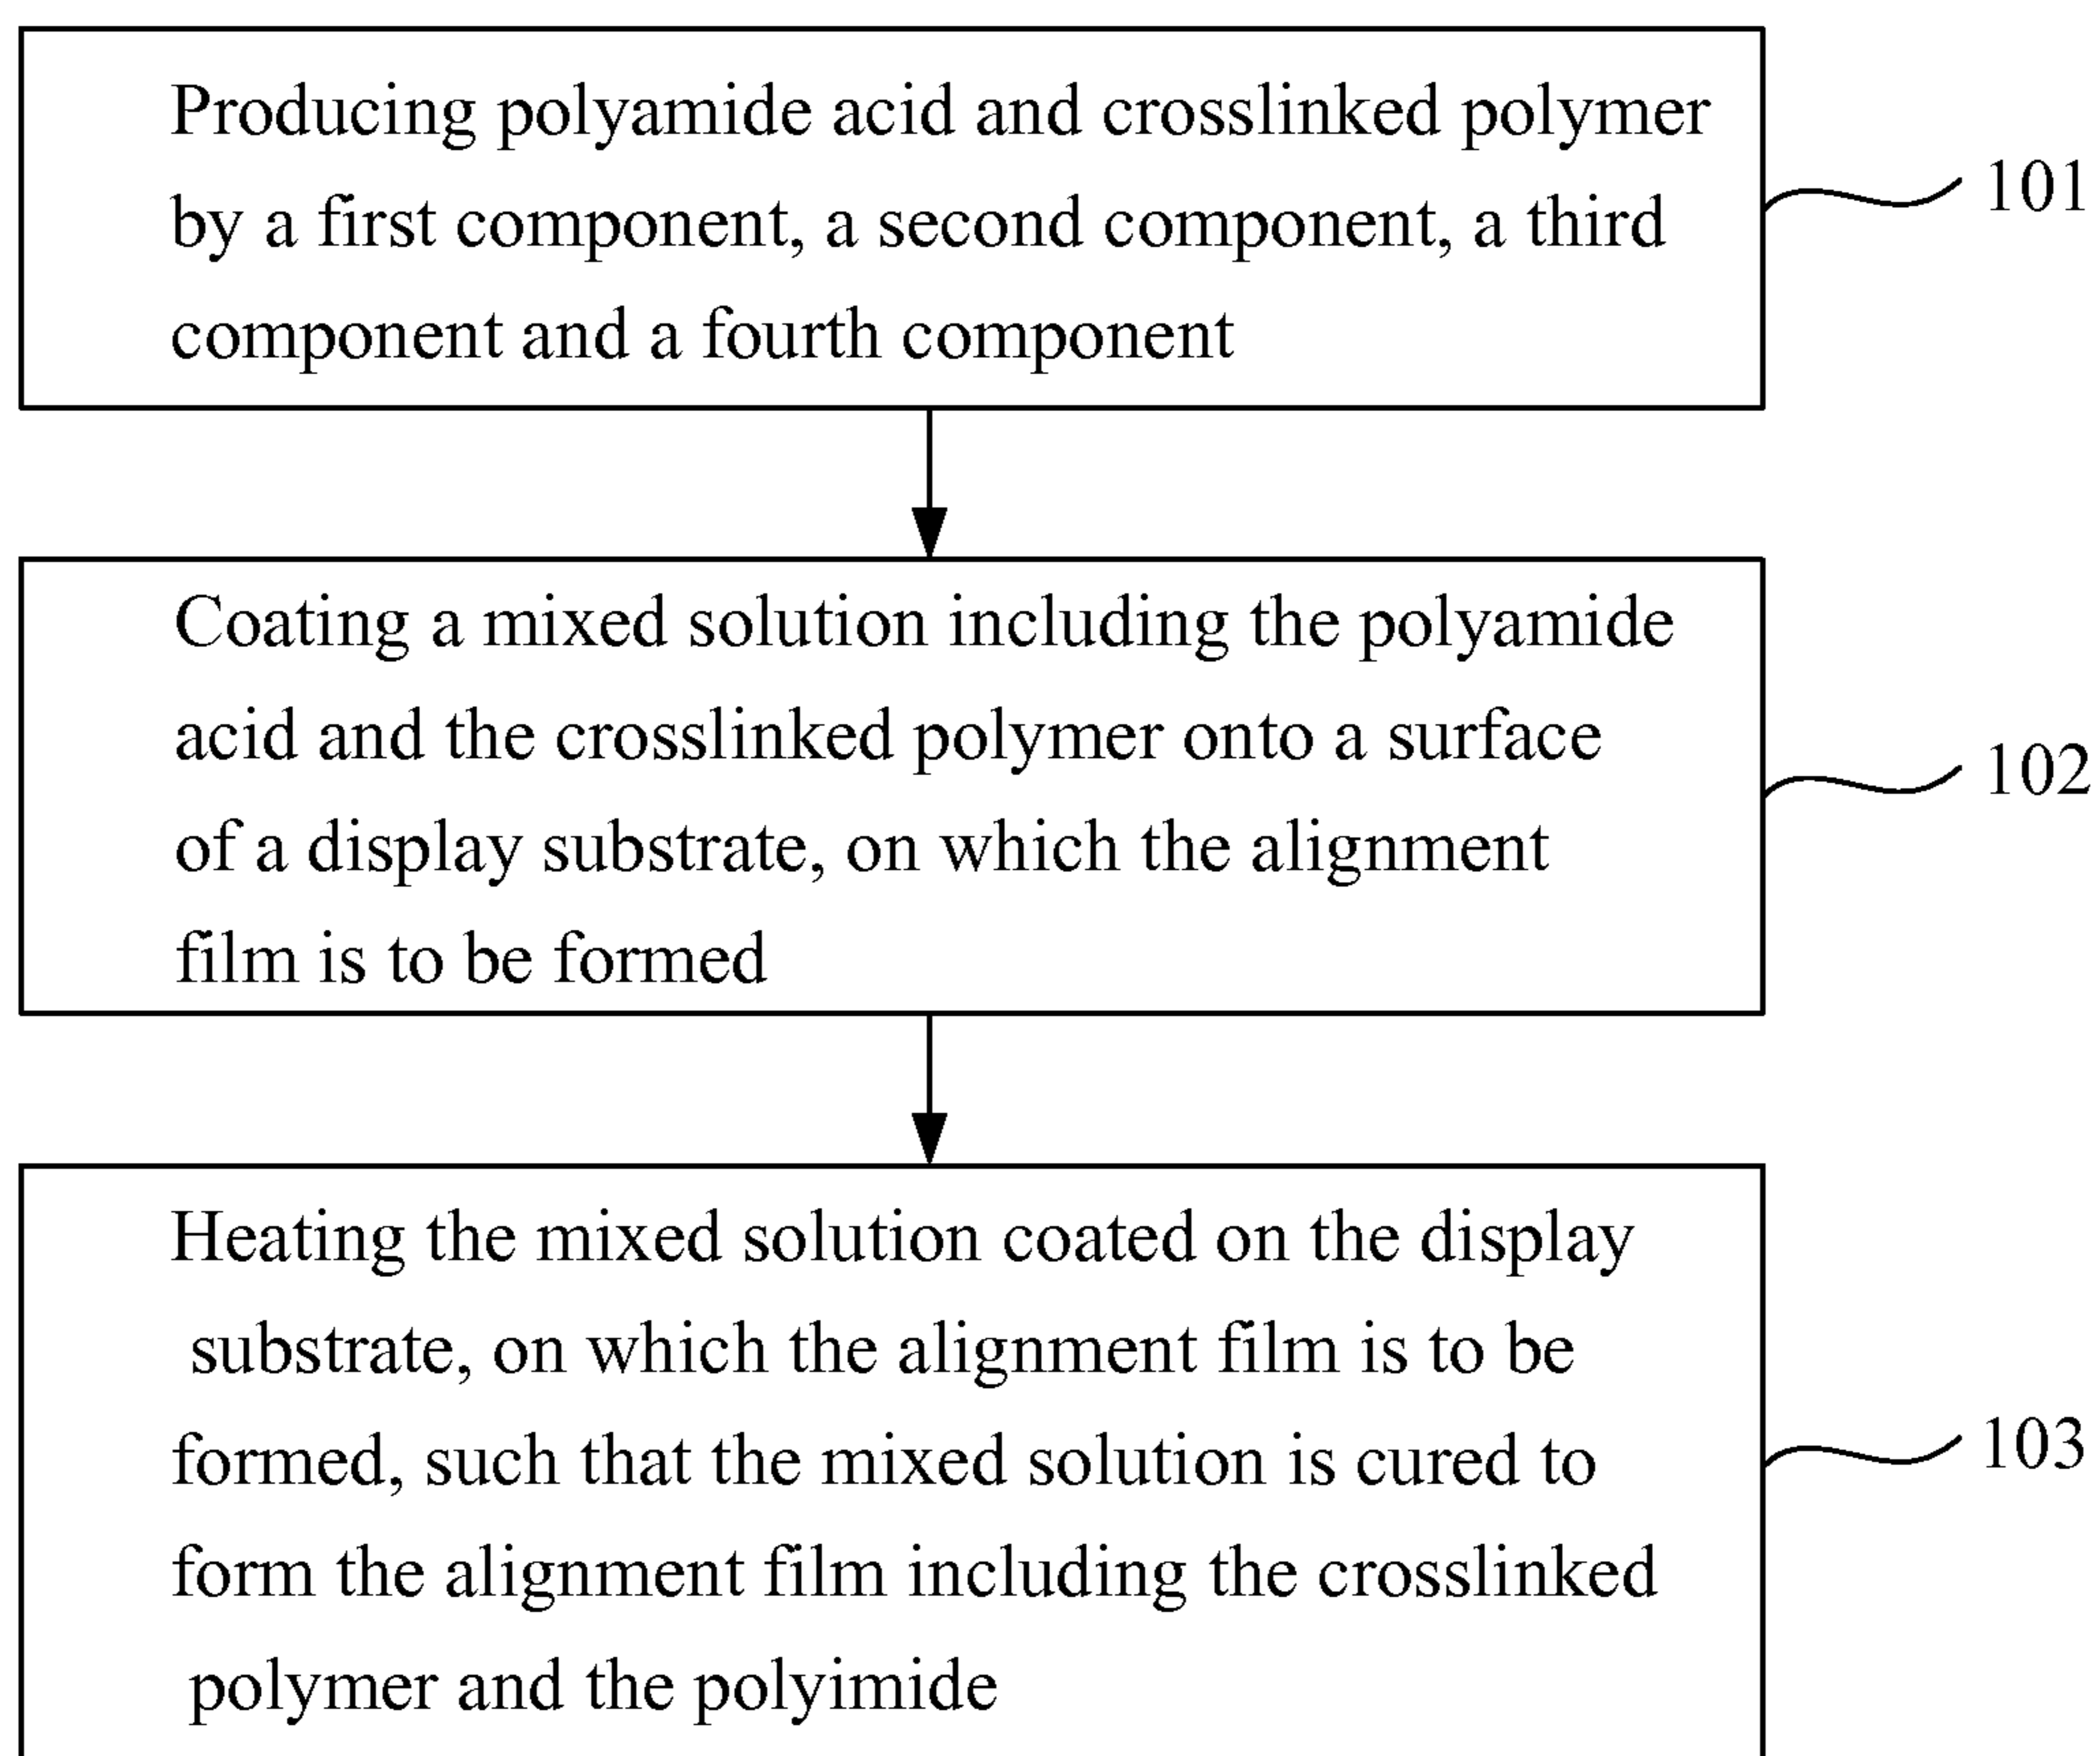 Producing polyamide acid and crosslinked polymer
by a first component, a second component, a third
component and a fourth component
101
Coating a mixed solution including the polyamide
acid and the crosslinked polymer onto a surface
of a display substrate, on which the alignment
film is to be formed
102
Heating the mixed solution coated on the display
substrate, on which the alignment film is to be
formed, such that the mixed solution is cured to
form the alignment film including the crosslinked
polymer and the polyimide
103